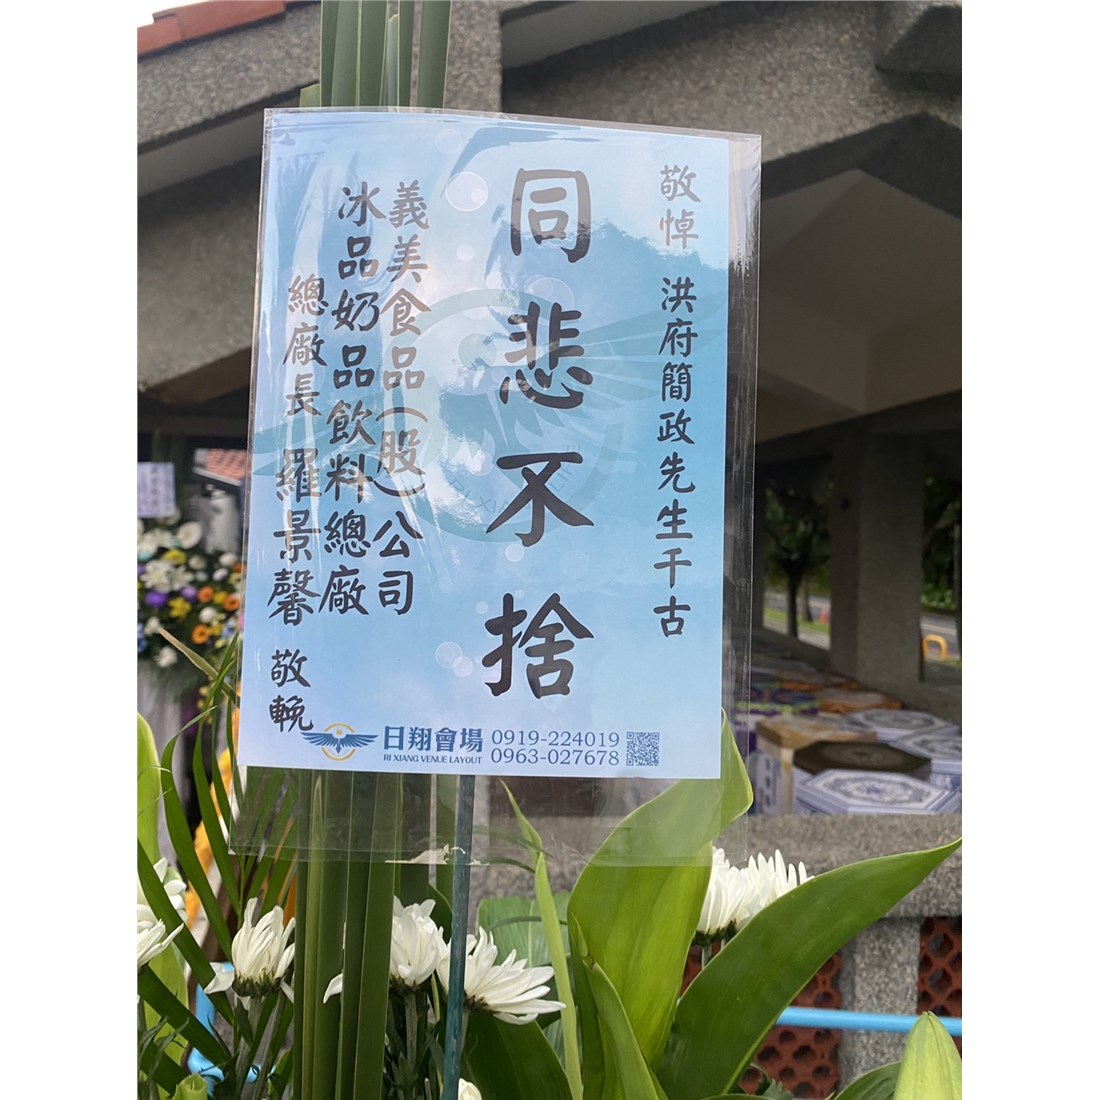 敬悼 洪府簡政先生千古
同悲不捨
義美食品(股)公司
冰品奶品飲料總廠
總廠長 羅景馨 敬輓
日翔會場
RI XIANG VENUE LAYOUT
0919-224019
0963-027678